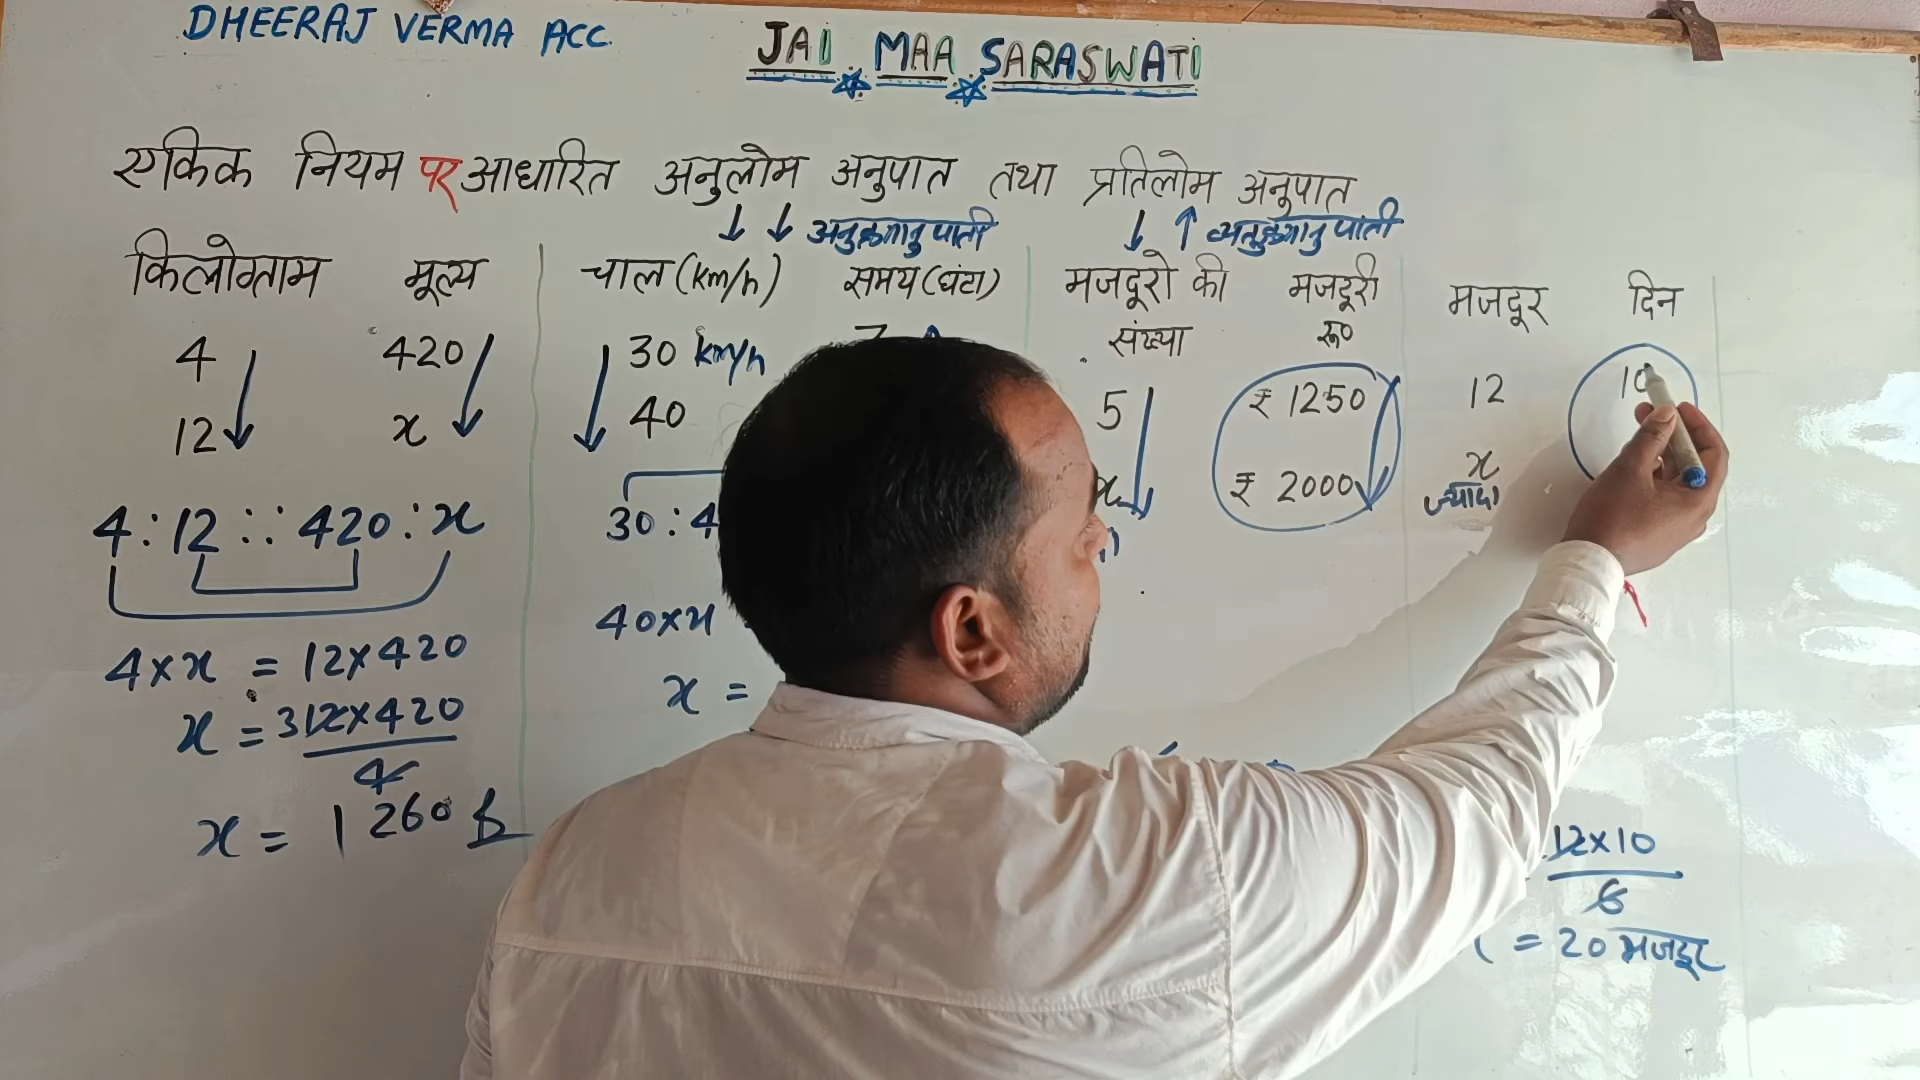 DHEERAJ VERMA ACC.
JAI MAA SARASWATI
एकिक नियम पर आधारित अनुलोम अनुपात तथा प्रतिलोम अनुपात
↓ ↓ अनुक्रमानुपाती
↓ ↑ व्युत्क्रमानुपाती
किलोग्राम मूल्य
4 420
12 x
4 : 12 :: 420 : x
4 × x = 12 × 420
x = 3 12 × 420
4
x = 1260 ₹
चाल (km/h) समय (घंटा)
30 km/h
40
30 : 4
40 × x
x =
मजदूरो की मजदूरी
संख्या रु०
5 ₹ 1250
x ₹ 2000
मजदूर दिन
12 10
x
ज्यादा
12 × 10
6
= 20 मजदूर